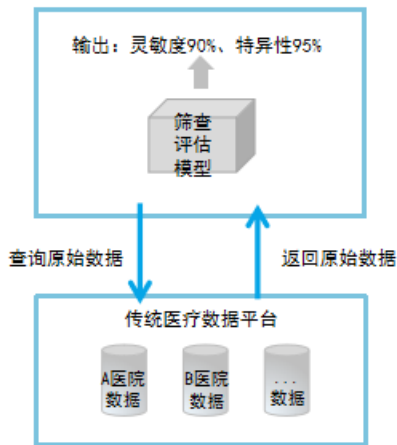 输出：灵敏度90%、特异性95%
筛查
评估
模型
查询原始数据
返回原始数据
传统医疗数据平台
A医院
数据
B医院
数据
...
数据